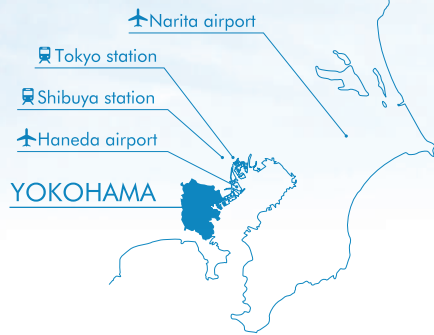 Narita airport
Tokyo station
Shibuya station
Haneda airport
YOKOHAMA